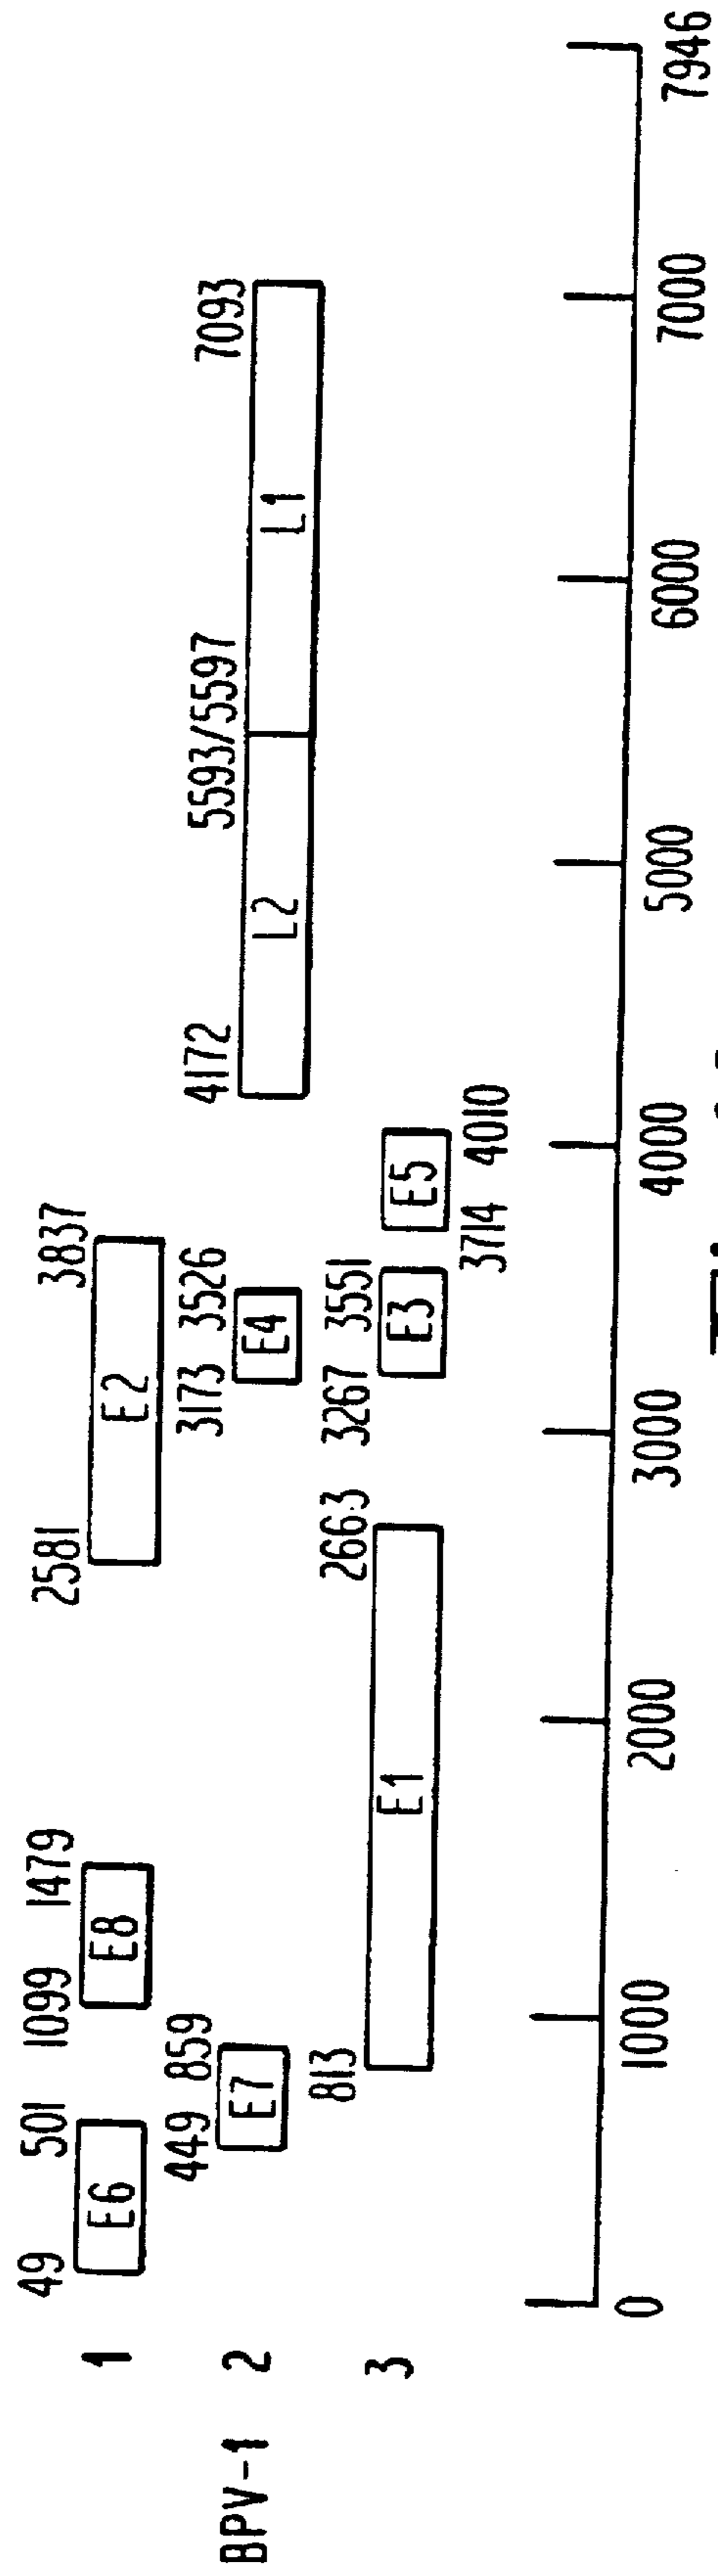 49 501 1099 1479 2581 3837
1 E6 E8 E2
449 859 3173 3526 4172 5593/5597 7093
BPV-1 2 E7 E4 L2 L1
813 2663 3267 3551
3 E1 E3 E5
3714 4010
0 1000 2000 3000 4000 5000 6000 7000 7946